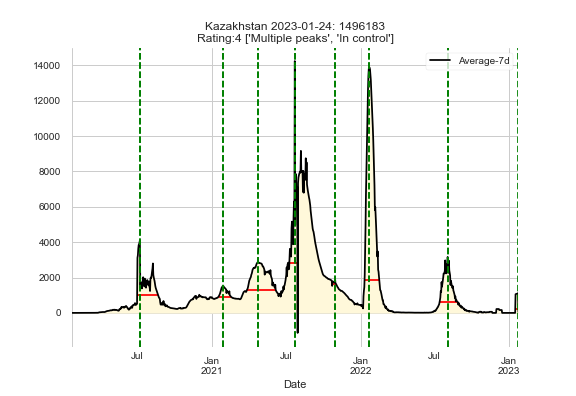 Kazakhstan 2023-01-24: 1496183
Rating:4 ['Multiple peaks', 'In control']
Average-7d
14000
12000
10000
8000
6000
4000
2000
0
Jul
Jan
2021
Jul
Jan
2022
Jul
Jan
2023
Date